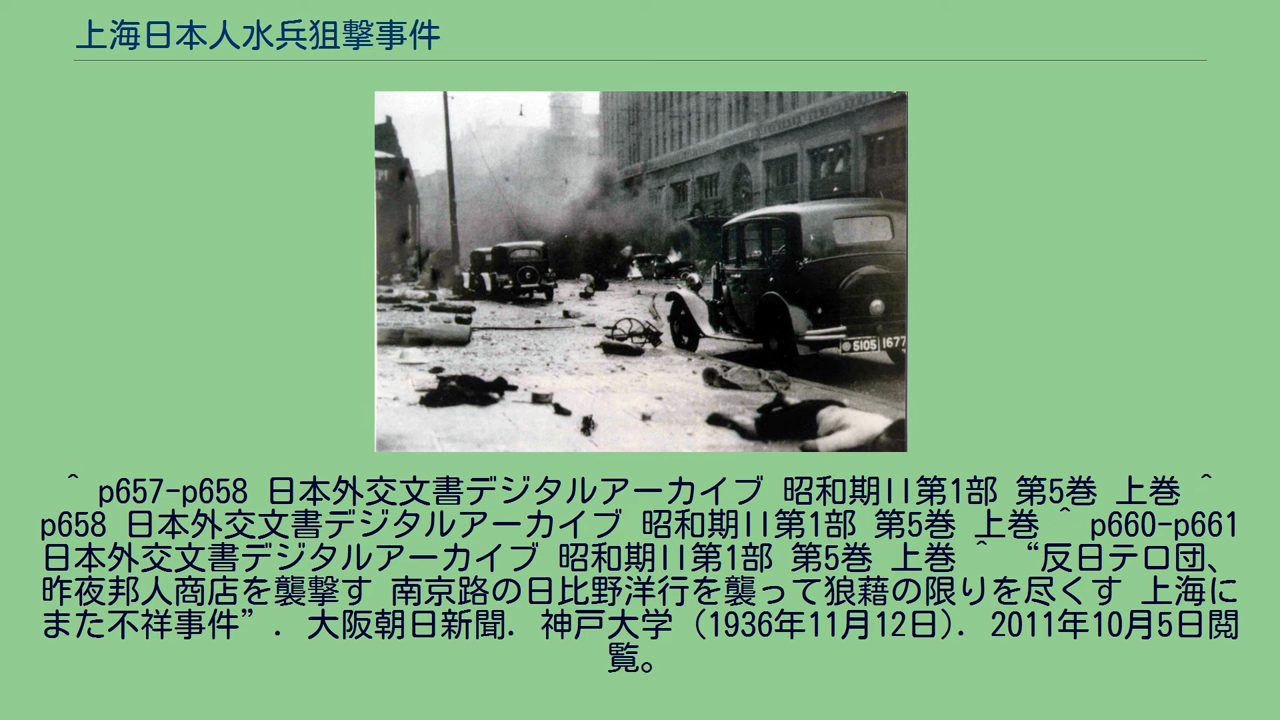 上海日本人水兵狙撃事件
5105 1677
^ p657-p658 日本外交文書デジタルアーカイブ 昭和期II第1部 第5巻 上巻 ^
p658 日本外交文書デジタルアーカイブ 昭和期II第1部 第5巻 上巻 ^ p660-p661
日本外交文書デジタルアーカイブ 昭和期II第1部 第5巻 上巻 ^ “反日テロ団、
昨夜邦人商店を襲撃す 南京路の日比野洋行を襲って狼藉の限りを尽くす 上海に
また不祥事件”. 大阪朝日新聞. 神戸大学 (1936年11月12日). 2011年10月5日閲
覧。